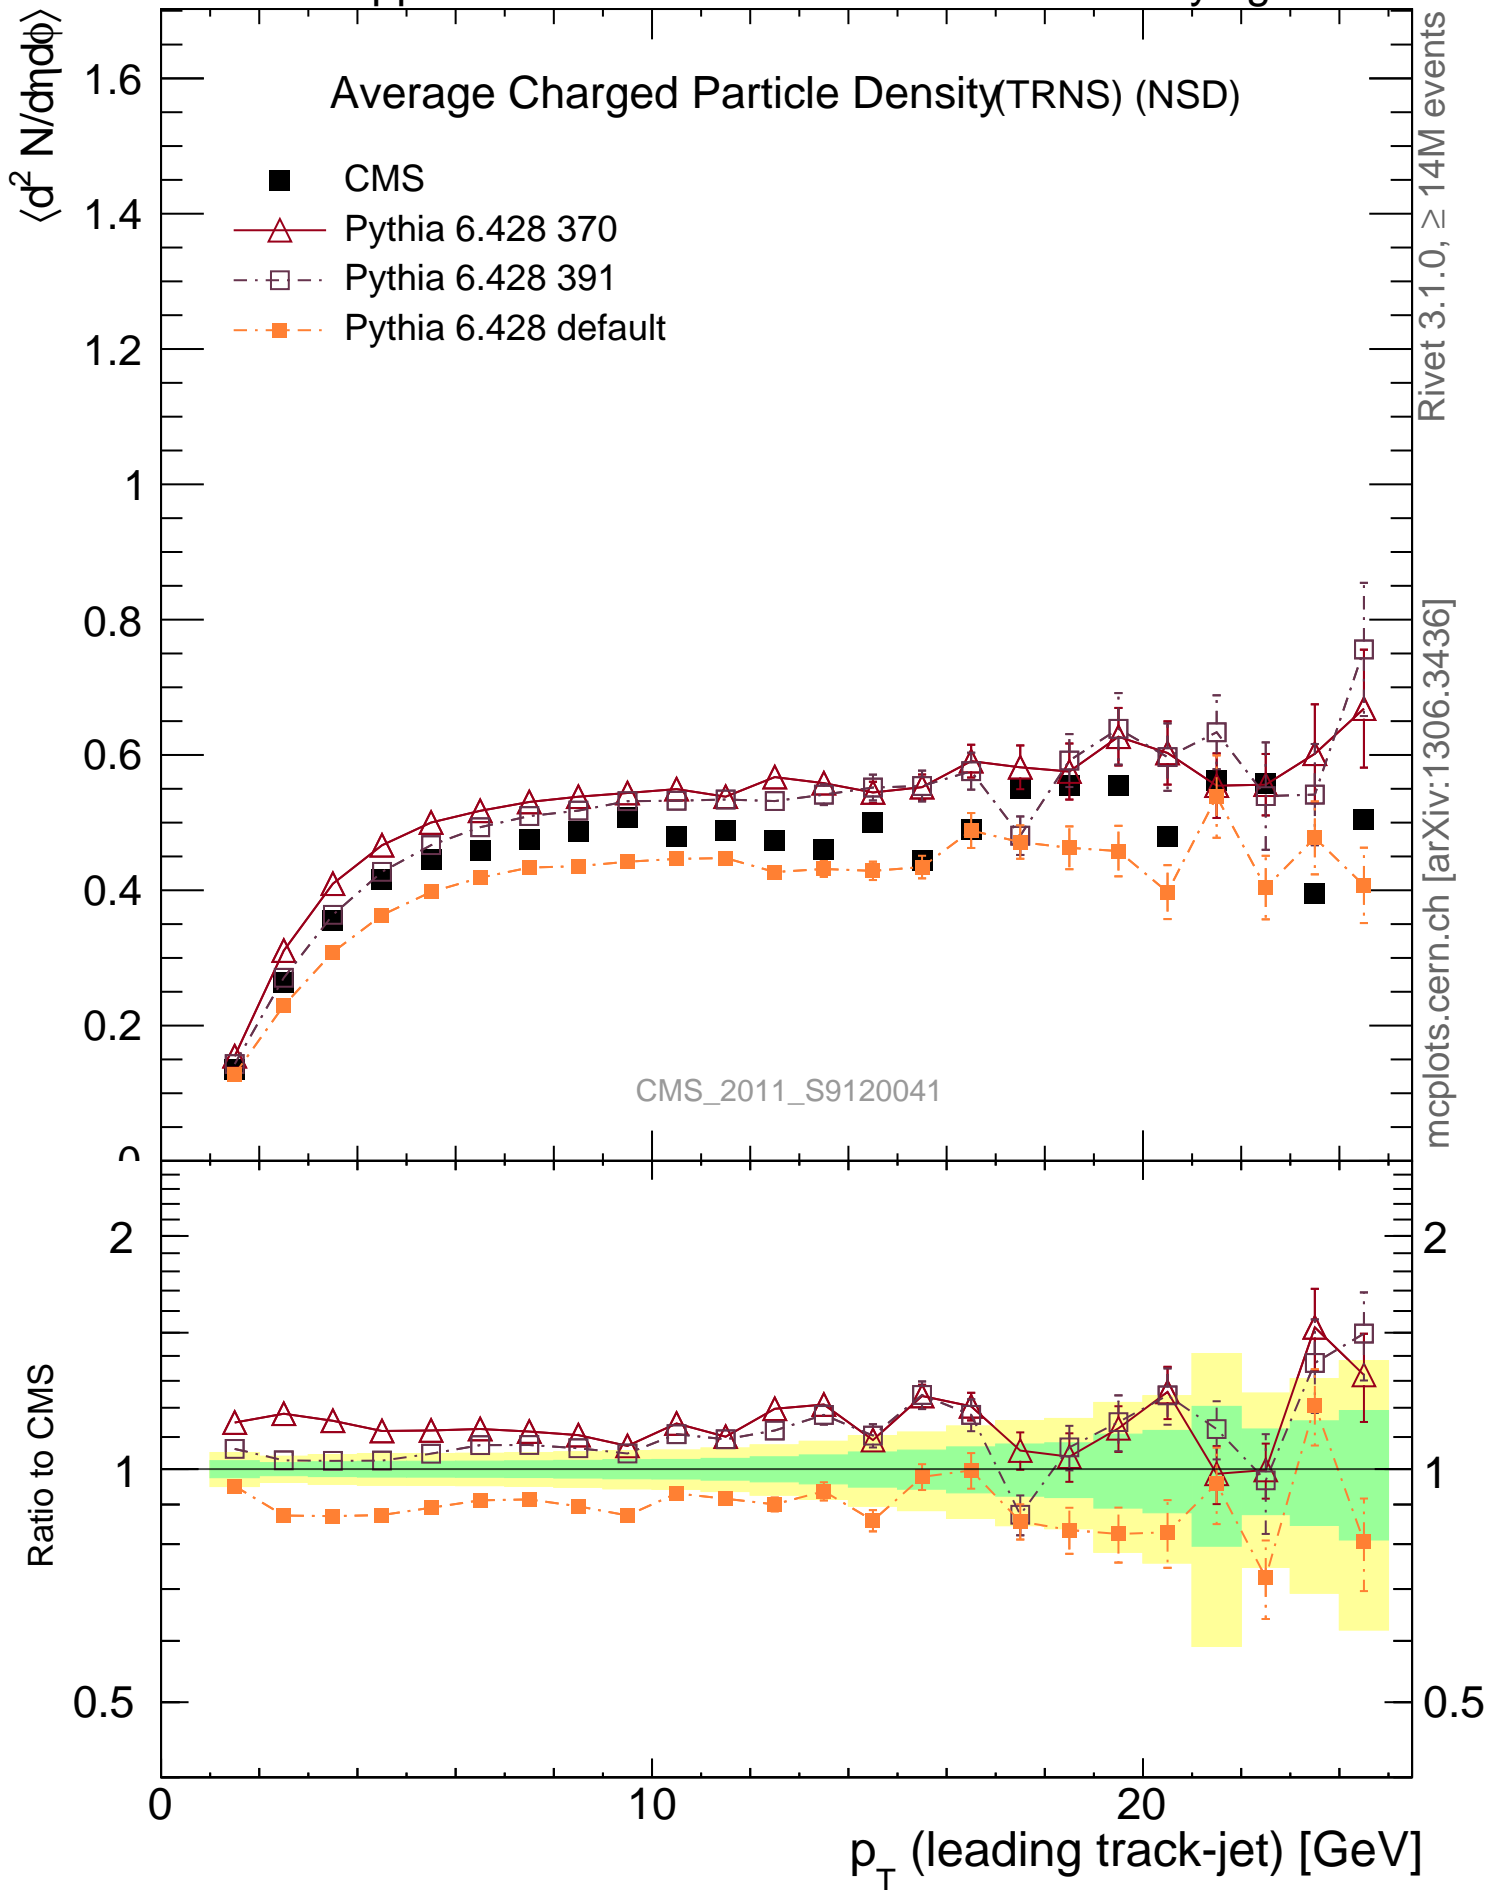 Average Charged Particle Density (TRNS) (NSD)
⟨d² N/dηdϕ⟩
CMS
Pythia 6.428 370
Pythia 6.428 391
Pythia 6.428 default
1.6
1.4
1.2
1
0.8
0.6
0.4
0.2
0
CMS_2011_S9120041
Rivet 3.1.0, ≥ 14M events
mcplots.cern.ch [arXiv:1306.3436]
Ratio to CMS
2
1
0.5
2
1
0.5
0
10
20
p_T (leading track-jet) [GeV]